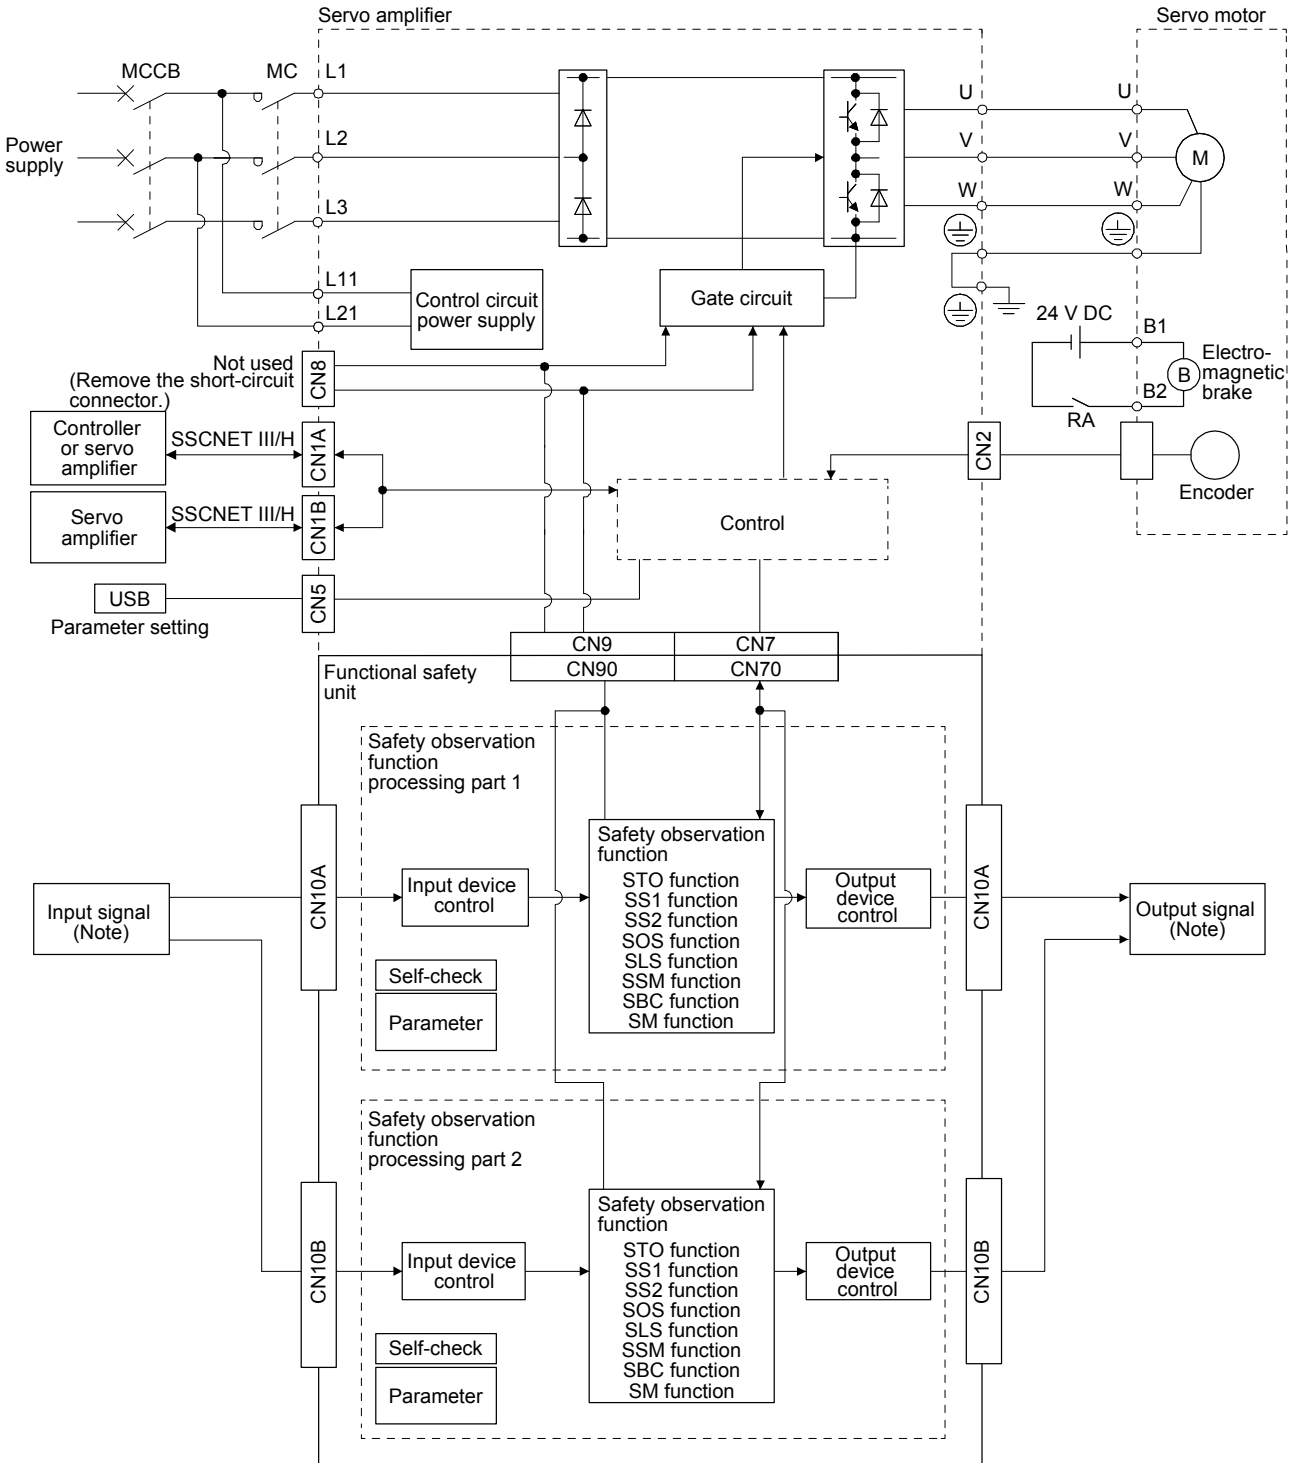 Servo amplifier
Servo motor
MCCB
MC
L1
U
U
Power
supply
L2
V
V
M
L3
W
W
L11
Control circuit
power supply
Gate circuit
L21
24 V DC
B1
Not used
(Remove the short-circuit
connector.)
CN8
Electro-
magnetic
brake
B
B2
RA
Controller
or servo
amplifier
SSCNET III/H
CN1A
CN2
Encoder
Servo
amplifier
SSCNET III/H
CN1B
Control
USB
CN5
Parameter setting
CN9
CN7
CN90
CN70
Functional safety
unit
Safety observation
function
processing part 1
Safety observation
function
STO function
SS1 function
SS2 function
SOS function
SLS function
SSM function
SBC function
SM function
Input signal
(Note)
CN10A
Input device
control
Output
device
control
CN10A
Output signal
(Note)
Self-check
Parameter
Safety observation
function
processing part 2
Safety observation
function
STO function
SS1 function
SS2 function
SOS function
SLS function
SSM function
SBC function
SM function
CN10B
Input device
control
Output
device
control
CN10B
Self-check
Parameter